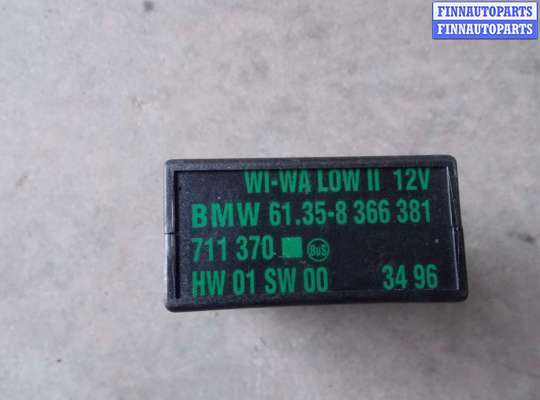 FINNAUTOPARTS
FINNAUTOPARTS
WI-WA LOW II 12V
BMW 61.35-8 366 381
711 370 BuS
HW 01 SW 00 34 96